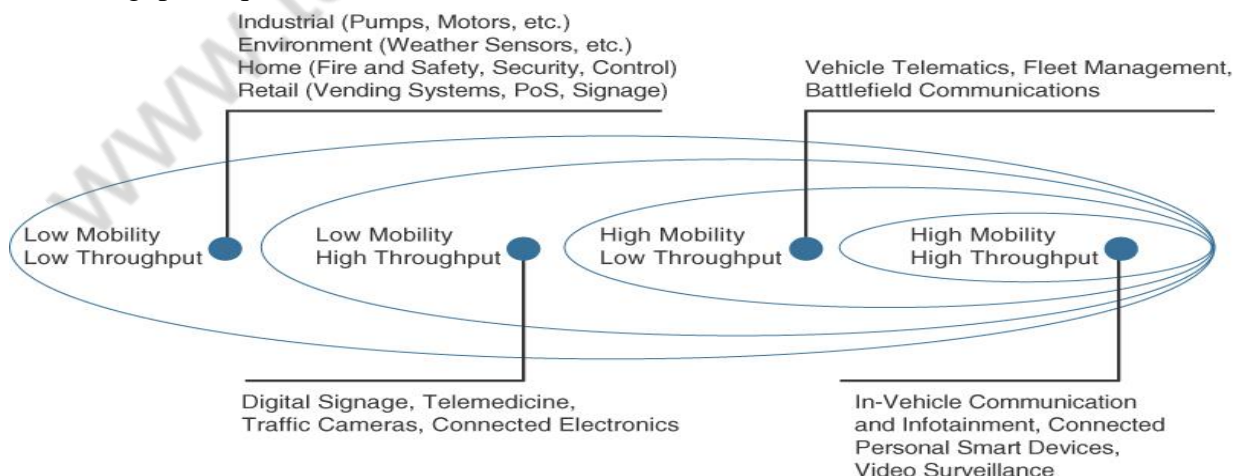 Industrial (Pumps, Motors, etc.)
Environment (Weather Sensors, etc.)
Home (Fire and Safety, Security, Control)
Retail (Vending Systems, PoS, Signage)
Vehicle Telematics, Fleet Management,
Battlefield Communications
Low Mobility
Low Throughput
Low Mobility
High Throughput
High Mobility
Low Throughput
High Mobility
High Throughput
Digital Signage, Telemedicine,
Traffic Cameras, Connected Electronics
In-Vehicle Communication
and Infotainment, Connected
Personal Smart Devices,
Video Surveillance